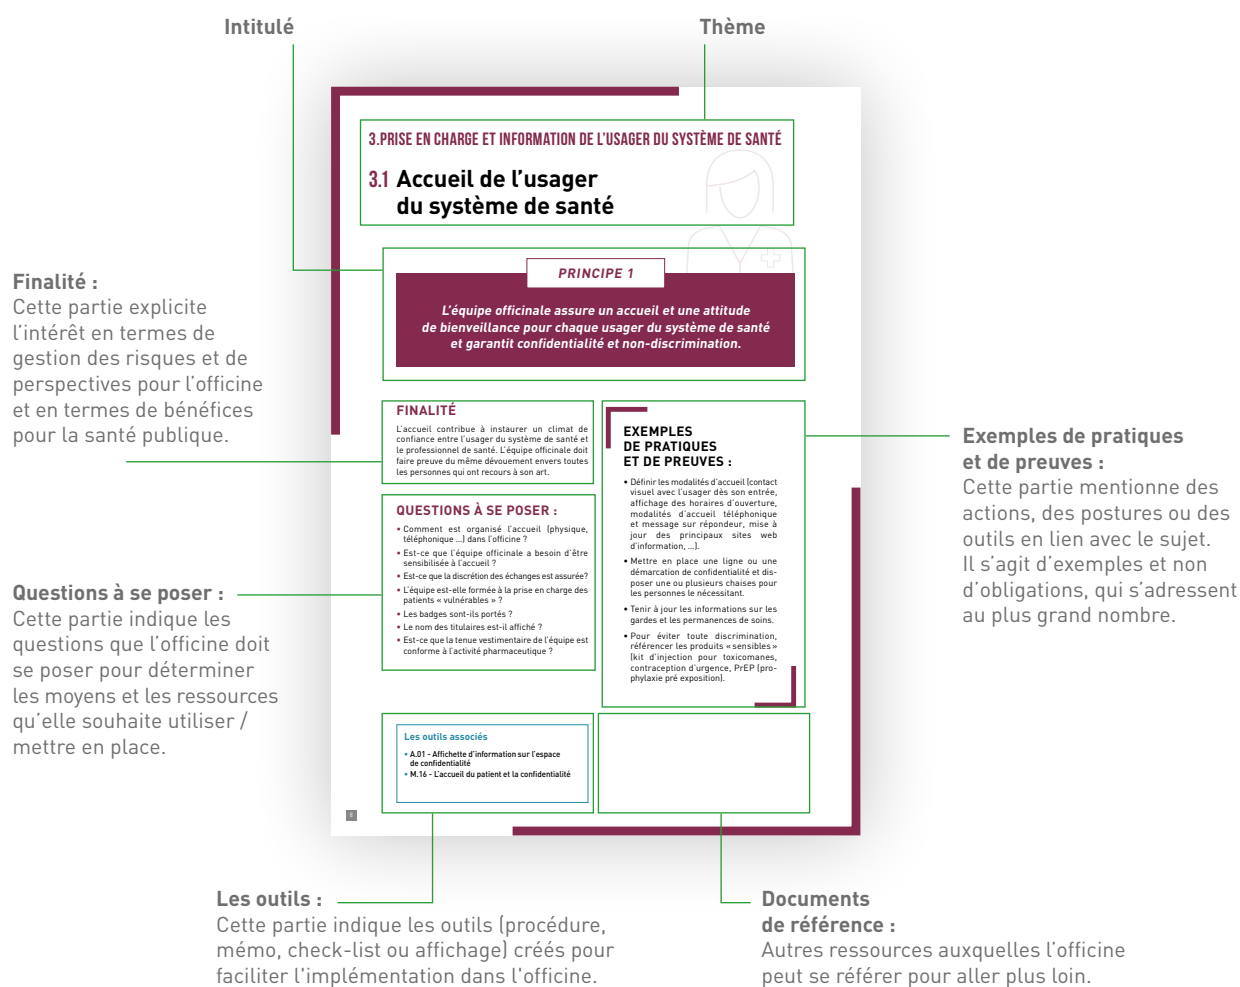 Intitulé
Thème
3.PRISE EN CHARGE ET INFORMATION DE L'USAGER DU SYSTÈME DE SANTÉ
3.1 Accueil de l'usager
du système de santé
PRINCIPE 1
L'équipe officinale assure un accueil et une attitude
de bienveillance pour chaque usager du système de santé
et garantit confidentialité et non-discrimination.
Finalité :
Cette partie explicite
l'intérêt en termes de
gestion des risques et de
perspectives pour l'officine
et en termes de bénéfices
pour la santé publique.
FINALITÉ
L'accueil contribue à instaurer un climat de
confiance entre l'usager du système de santé et
le professionnel de santé. L'équipe officinale doit
faire preuve du même dévouement envers toutes
les personnes qui ont recours à son art.
QUESTIONS À SE POSER :
• Comment est organisé l'accueil (physique,
téléphonique ...) dans l'officine ?
• Est-ce que l'équipe officinale a besoin d'être
sensibilisée à l'accueil ?
• Est-ce que la discrétion des échanges est assurée?
• L'équipe est-elle formée à la prise en charge des
patients « vulnérables » ?
• Les badges sont-ils portés ?
• Le nom des titulaires est-il affiché ?
• Est-ce que la tenue vestimentaire de l'équipe est
conforme à l'activité pharmaceutique ?
EXEMPLES
DE PRATIQUES
ET DE PREUVES :
• Définir les modalités d'accueil (contact
visuel avec l'usager dès son entrée,
affichage des horaires d'ouverture,
modalités d'accueil téléphonique
et message sur répondeur, mise à
jour des principaux sites web
d'information, ...).
• Mettre en place une ligne ou une
démarcation de confidentialité et dis-
poser une ou plusieurs chaises pour
les personnes le nécessitant.
• Tenir à jour les informations sur les
gardes et les permanences de soins.
• Pour éviter toute discrimination,
référencer les produits «sensibles»
(kit d'injection pour toxicomanes,
contraception d'urgence, PrEP (pro-
phylaxie pré exposition).
Exemples de pratiques
et de preuves :
Cette partie mentionne des
actions, des postures ou des
outils en lien avec le sujet.
Il s'agit d'exemples et non
d'obligations, qui s'adressent
au plus grand nombre.
Questions à se poser :
Cette partie indique les
questions que l'officine doit
se poser pour déterminer
les moyens et les ressources
qu'elle souhaite utiliser /
mettre en place.
Les outils associés
• A.01 - Affichette d'information sur l'espace
de confidentialité
• M.16 - L'accueil du patient et la confidentialité
Les outils :
Cette partie indique les outils (procédure,
mémo, check-list ou affichage) créés pour
faciliter l'implémentation dans l'officine.
Documents
de référence :
Autres ressources auxquelles l'officine
peut se référer pour aller plus loin.